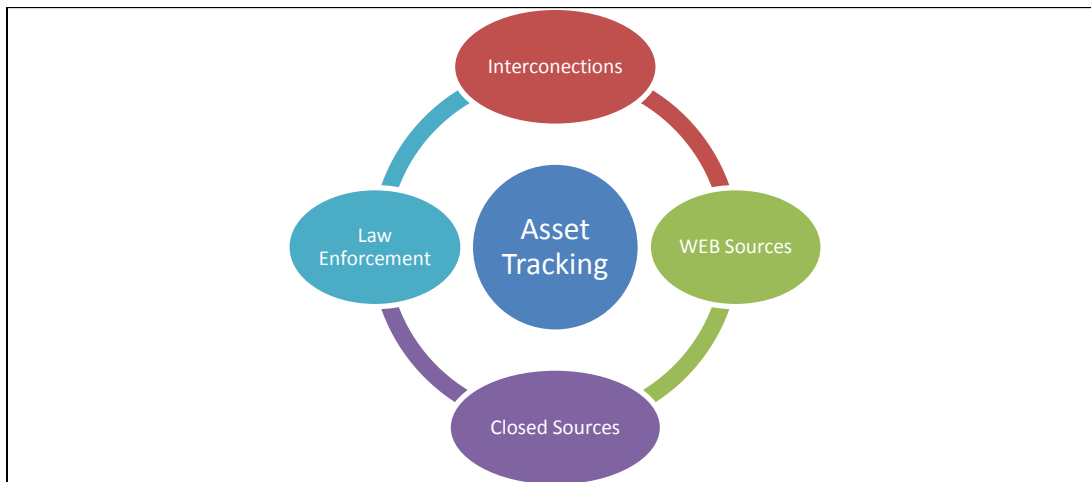 Interconections
Law
Enforcement
Asset
Tracking
WEB Sources
Closed Sources